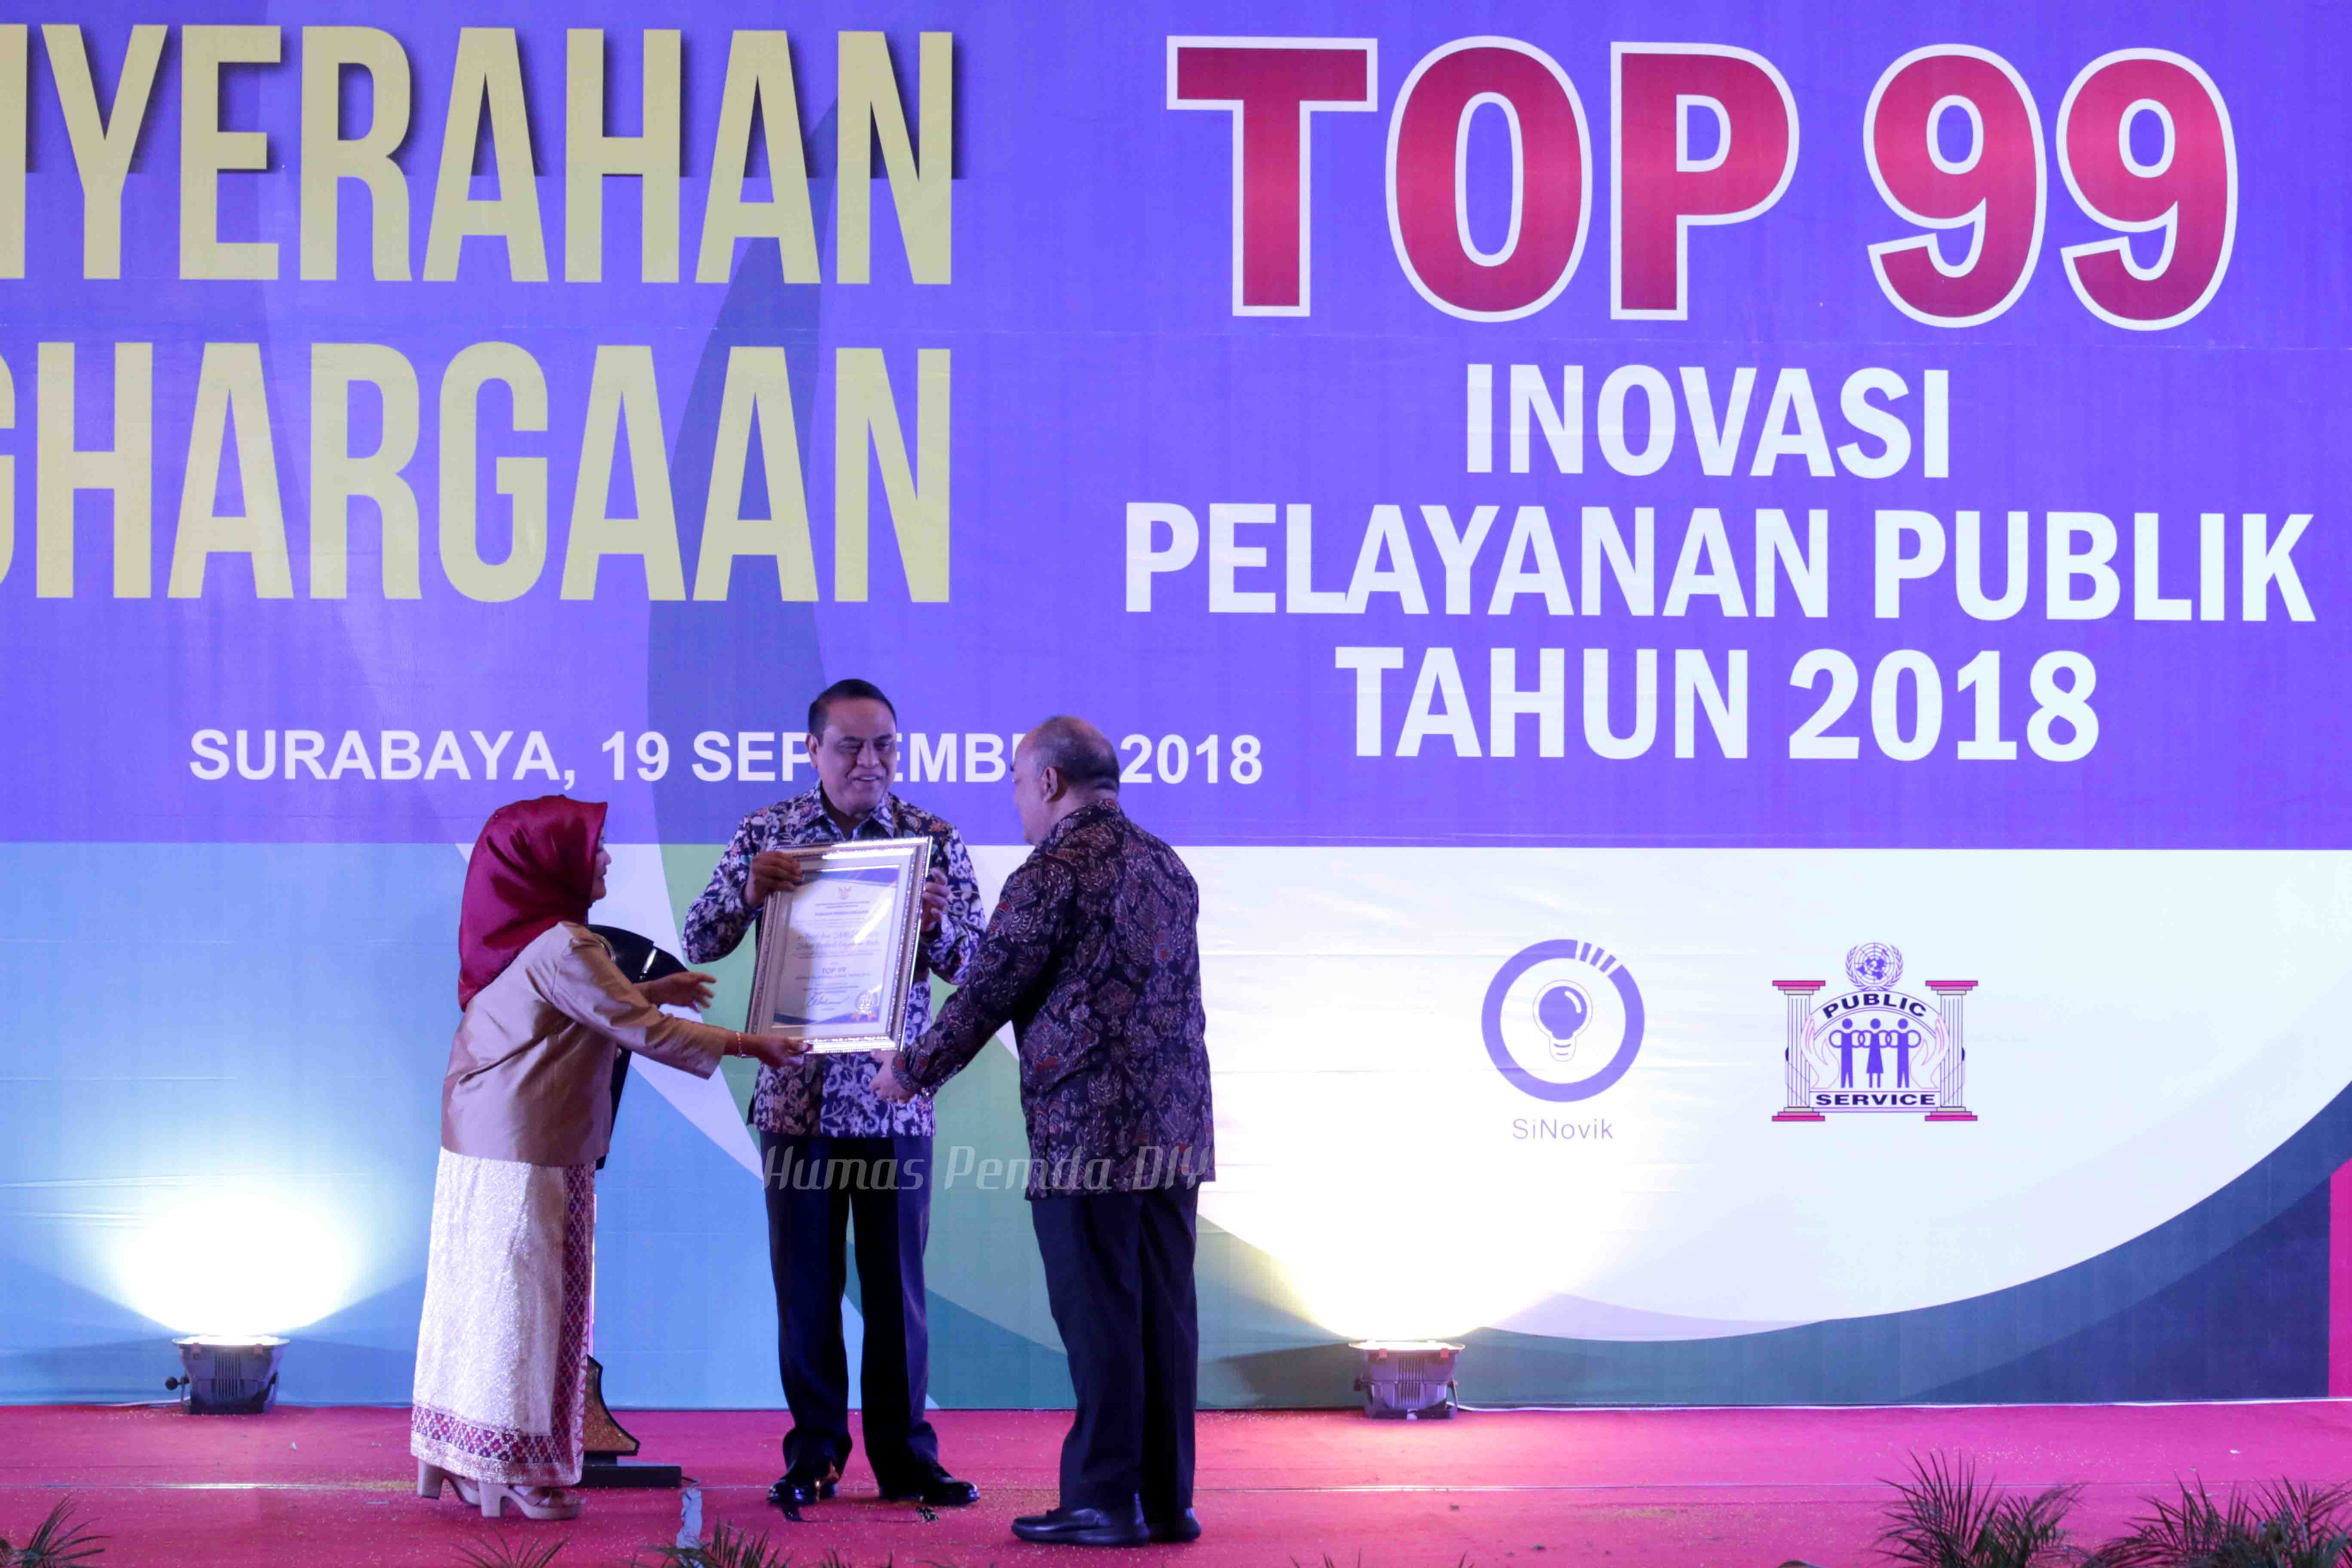 NYERAHAN
GHARGAAN
SURABAYA, 19 SEPTEMBER 2018
TOP 99
INOVASI
PELAYANAN PUBLIK
TAHUN 2018
SiNovik
PUBLIC
SERVICE
TOP 99
Humas Pemda DIY